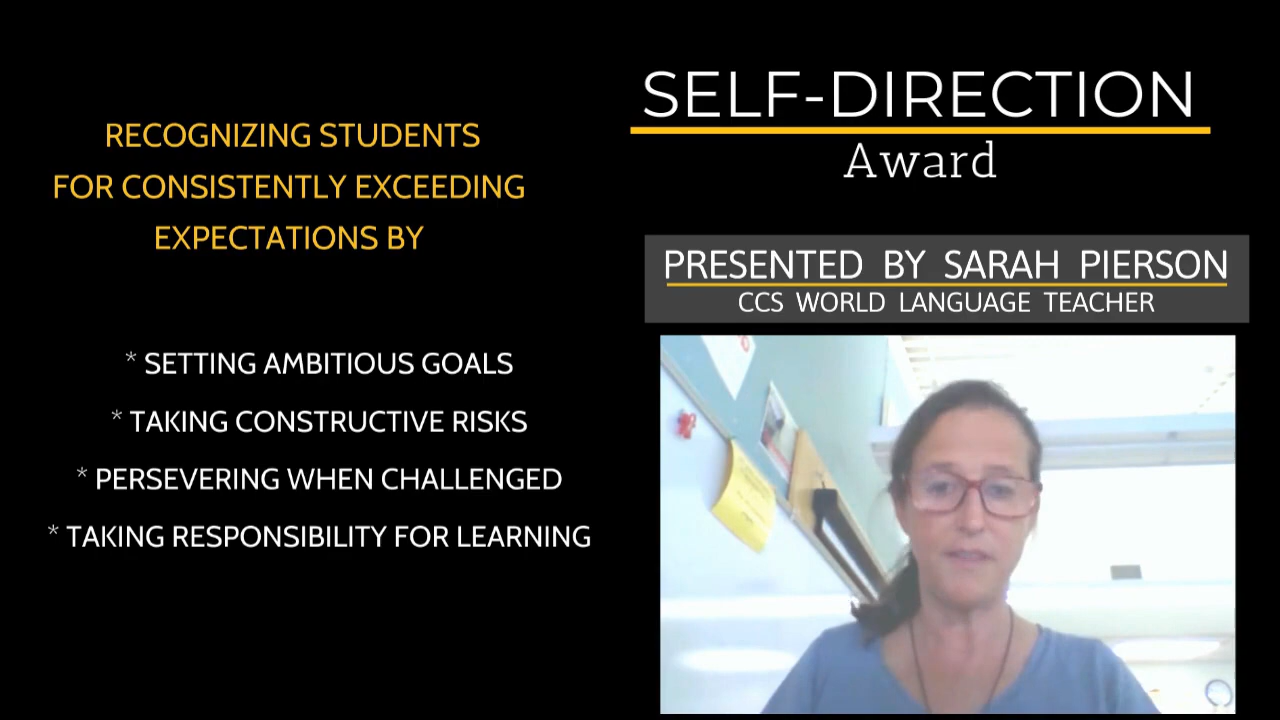 RECOGNIZING STUDENTS
FOR CONSISTENTLY EXCEEDING
EXPECTATIONS BY
* SETTING AMBITIOUS GOALS
* TAKING CONSTRUCTIVE RISKS
* PERSEVERING WHEN CHALLENGED
* TAKING RESPONSIBILITY FOR LEARNING
SELF-DIRECTION
Award
PRESENTED BY SARAH PIERSON
CCS WORLD LANGUAGE TEACHER